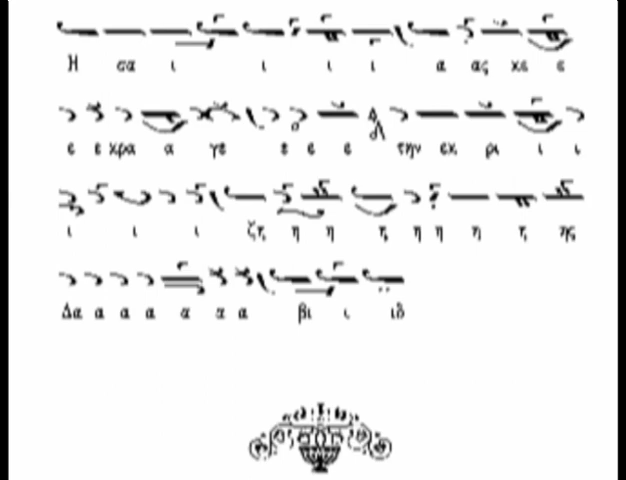 Η σα ι ι ι ι α ας κε ε
ε ε κρα α γε ε ε ε την εκ ρι ι ι
ι ι ι ζη η η η η η η η ης
Δα α α α α α α βι ι ιδ